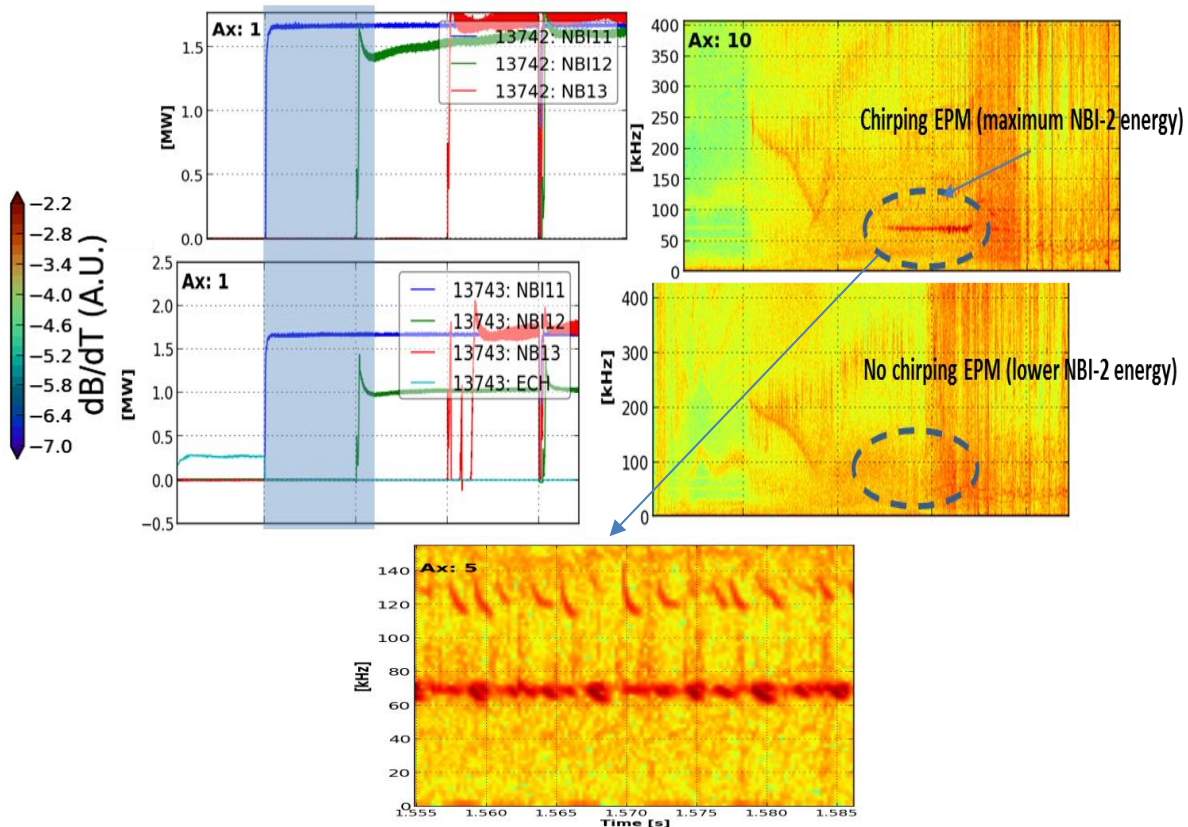 Ax: 1
1.5
1.0
0.5
0.0
[MW]
13742: NBI11
13742: NBI12
13742: NB13
Ax: 10
400
350
300
250
200
150
100
50
0
[kHz]
Chirping EPM (maximum NBI-2 energy)
−2.2
−2.8
−3.4
−4.0
−4.6
−5.2
−5.8
−6.4
−7.0
dB/dT (A.U.)
Ax: 1
2.5
2.0
1.5
1.0
0.5
0.0
−0.5
[MW]
13743: NBI11
13743: NBI12
13743: NB13
13743: ECH
400
300
200
100
0
[kHz]
No chirping EPM (lower NBI-2 energy)
Ax: 5
140
120
100
80
60
40
20
0
[kHz]
1.555 1.560 1.565 1.570 1.575 1.580 1.585
Time [s]